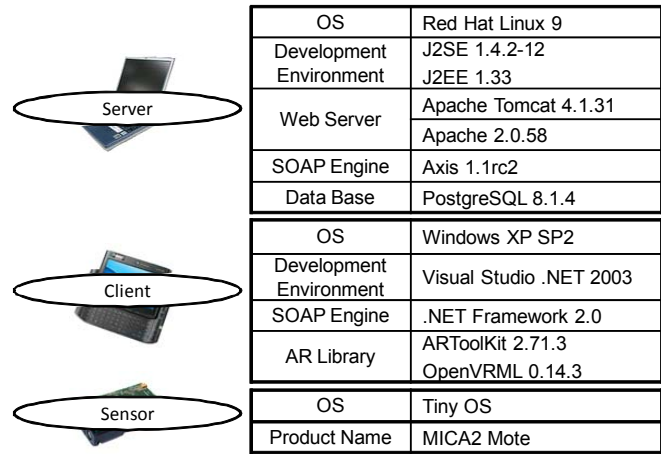 Server
OS Red Hat Linux 9
Development Environment J2SE 1.4.2-12
J2EE 1.33
Web Server Apache Tomcat 4.1.31
Apache 2.0.58
SOAP Engine Axis 1.1rc2
Data Base PostgreSQL 8.1.4
Client
OS Windows XP SP2
Development Environment Visual Studio .NET 2003
SOAP Engine .NET Framework 2.0
AR Library ARToolKit 2.71.3
OpenVRML 0.14.3
Sensor
OS Tiny OS
Product Name MICA2 Mote